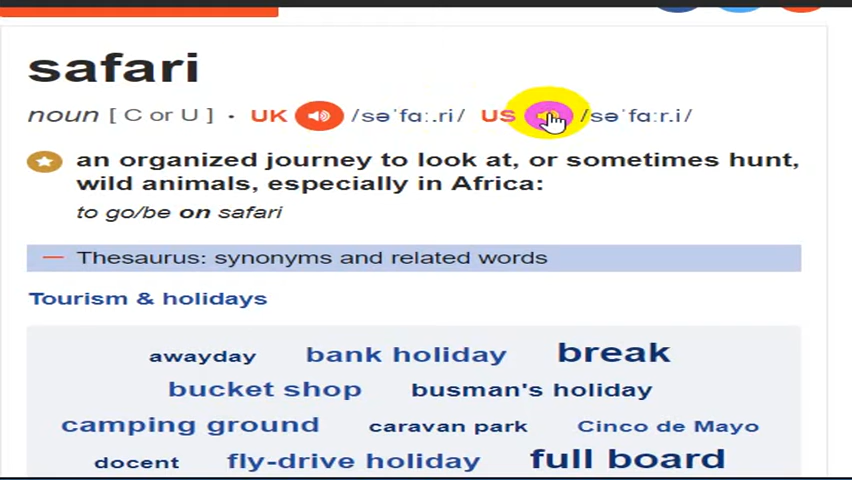 safari
noun [ C or U ] · UK /səˈfɑː.ri/ US /səˈfɑːr.i/
an organized journey to look at, or sometimes hunt,
wild animals, especially in Africa:
to go/be on safari
Thesaurus: synonyms and related words
Tourism & holidays
awayday bank holiday break
bucket shop busman's holiday
camping ground caravan park Cinco de Mayo
docent fly-drive holiday full board